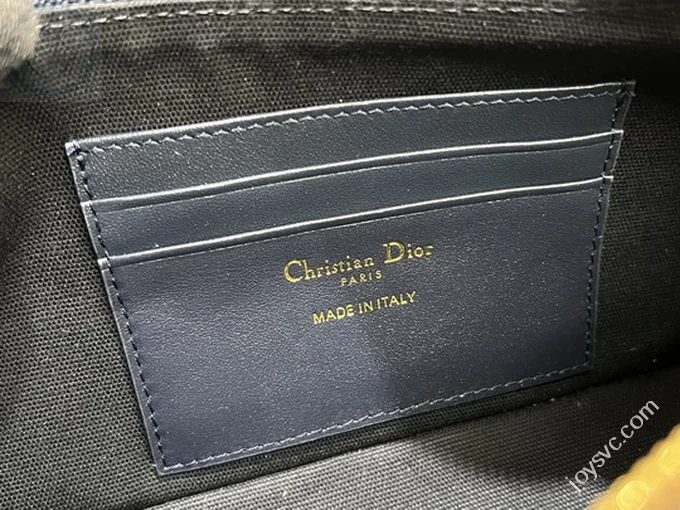 Christian Dior
PARIS
MADE IN ITALY
joysvc.com